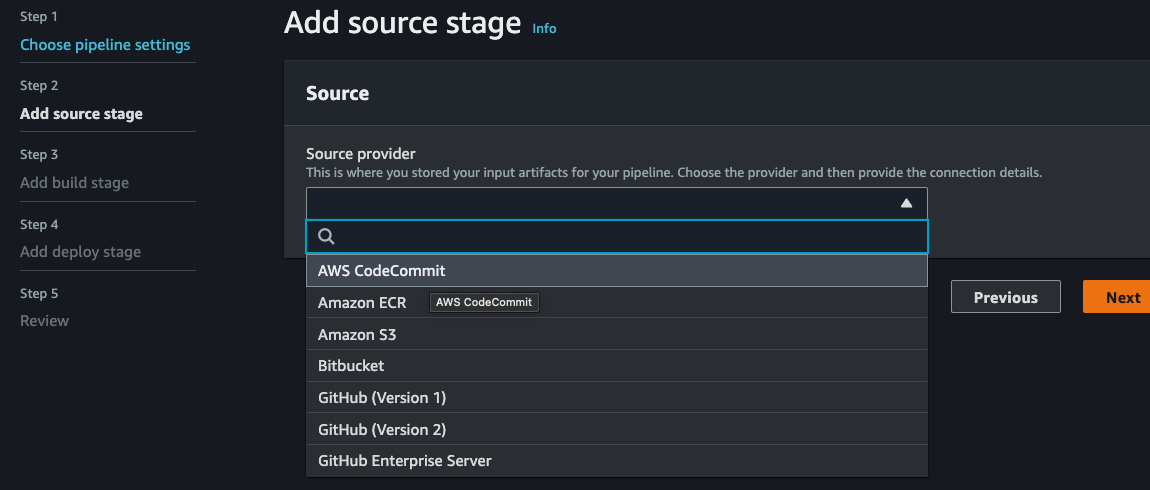 Step 1
Choose pipeline settings
Step 2
Add source stage
Step 3
Add build stage
Step 4
Add deploy stage
Step 5
Review
Add source stage Info
Source
Source provider
This is where you stored your input artifacts for your pipeline. Choose the provider and then provide the connection details.
AWS CodeCommit
Amazon ECR
AWS CodeCommit
Amazon S3
Bitbucket
GitHub (Version 1)
GitHub (Version 2)
GitHub Enterprise Server
Previous
Next